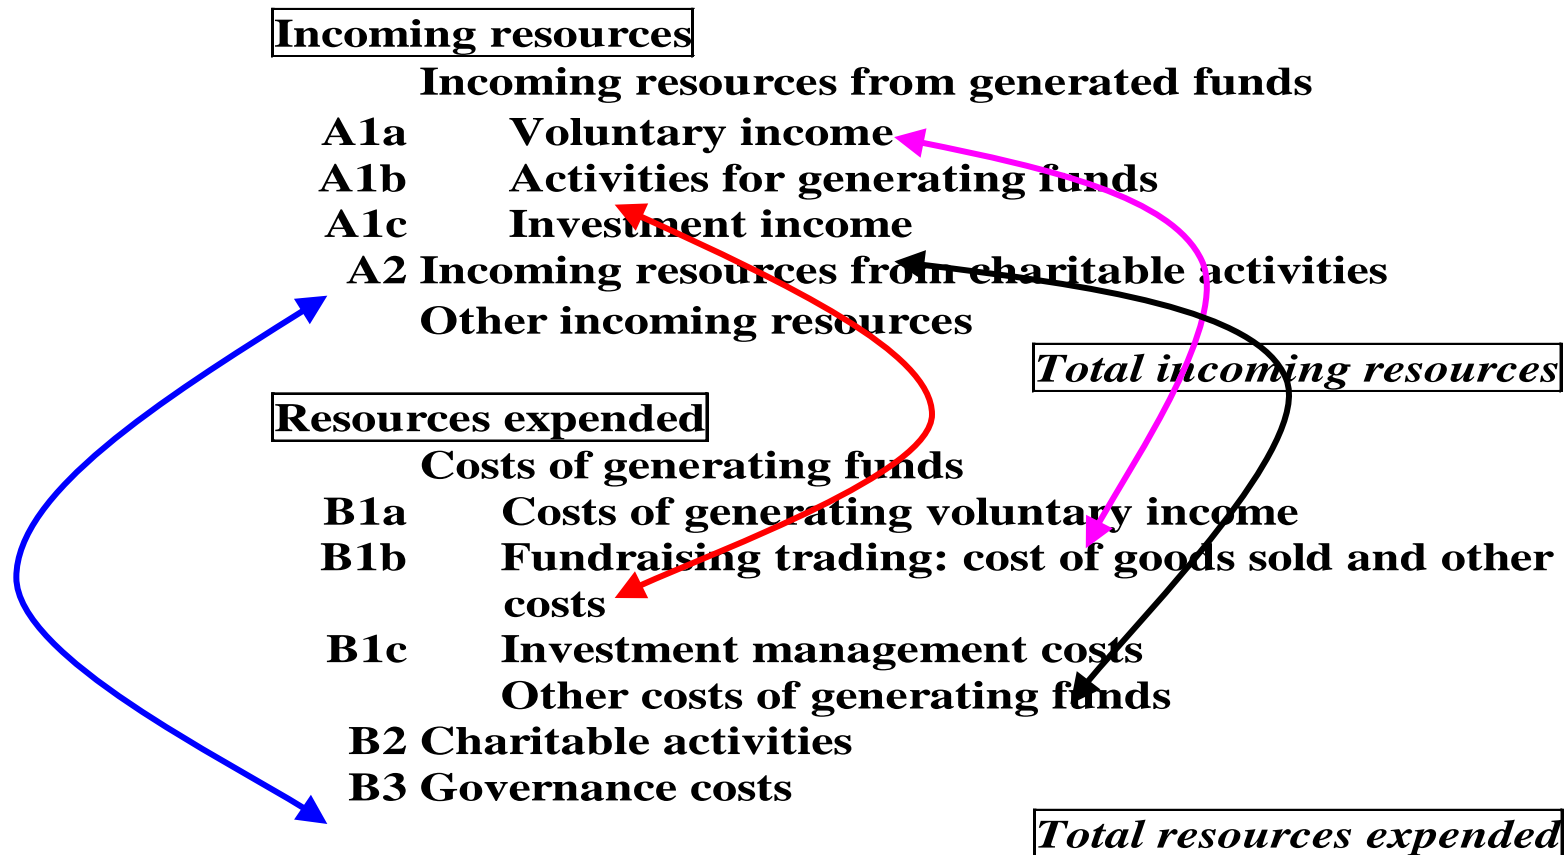 Incoming resources
Incoming resources from generated funds
A1a Voluntary income
A1b Activities for generating funds
A1c Investment income
A2 Incoming resources from charitable activities
Other incoming resources
Total incoming resources
Resources expended
Costs of generating funds
B1a Costs of generating voluntary income
B1b Fundraising trading: cost of goods sold and other
costs
B1c Investment management costs
Other costs of generating funds
B2 Charitable activities
B3 Governance costs
Total resources expended